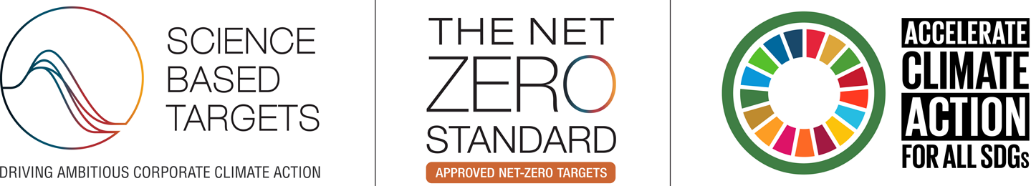 SCIENCE
BASED
TARGETS
DRIVING AMBITIOUS CORPORATE CLIMATE ACTION
THE NET
ZERO
STANDARD
APPROVED NET-ZERO TARGETS
ACCELERATE
CLIMATE
ACTION
FOR ALL SDGs